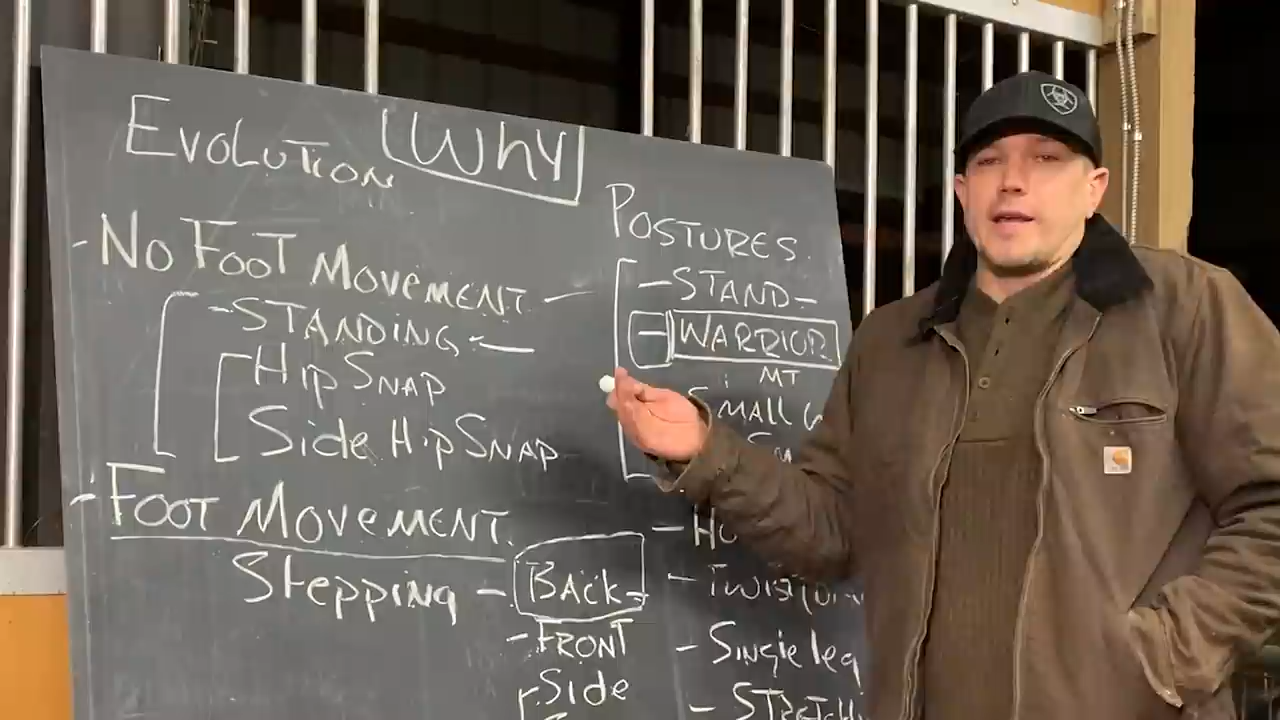 Evolution Why
- No Foot Movement —
- Standing -
Hip Snap
Side Hip Snap
- Foot Movement.
Stepping - Back -
- Front
Side
Postures.
- Stand -
- Warrior
MT
Small
- Single leg